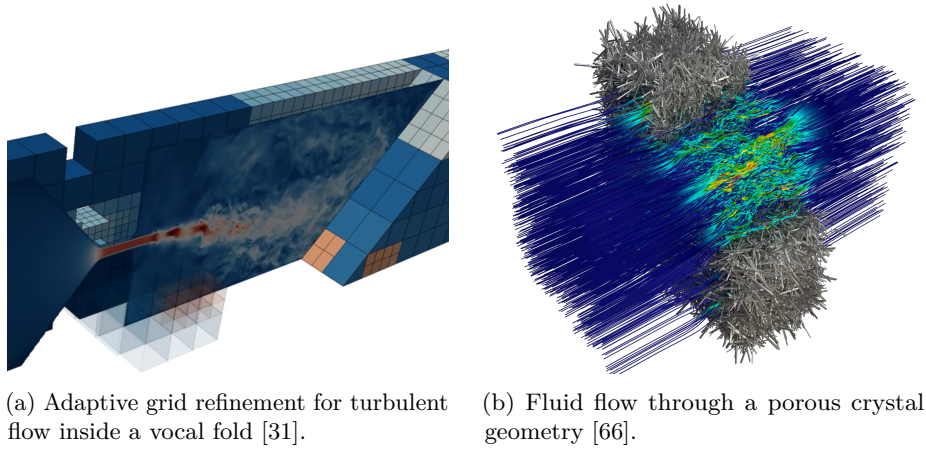 (a) Adaptive grid refinement for turbulent
flow inside a vocal fold [31].
(b) Fluid flow through a porous crystal
geometry [66].